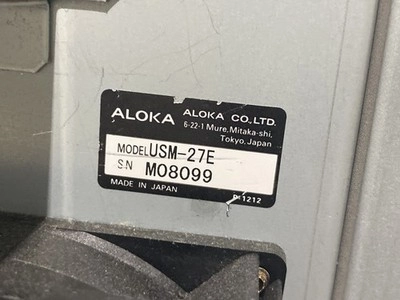 ALOKA ALOKA CO.,LTD.
6-22-1 Mure, Mitaka-shi,
Tokyo, Japan
MODEL USM-27E
SN M08099
MADE IN JAPAN
1212